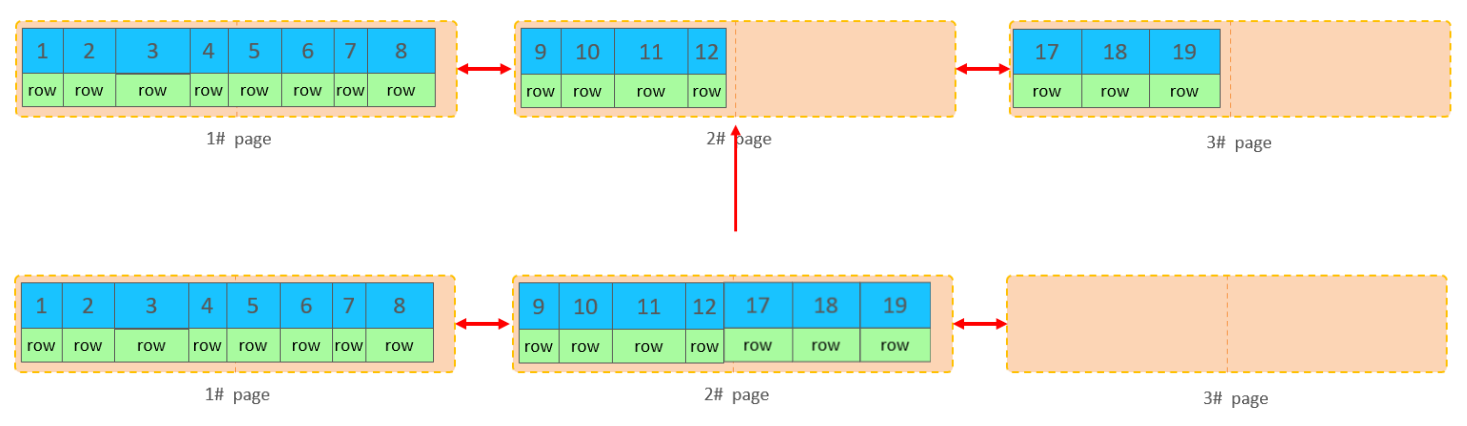 1 2 3 4 5 6 7 8
row row row row row row row row
1# page
9 10 11 12
row row row row
2# page
17 18 19
row row row
3# page
1 2 3 4 5 6 7 8
row row row row row row row row
1# page
9 10 11 12 17 18 19
row row row row row row row
2# page
3# page